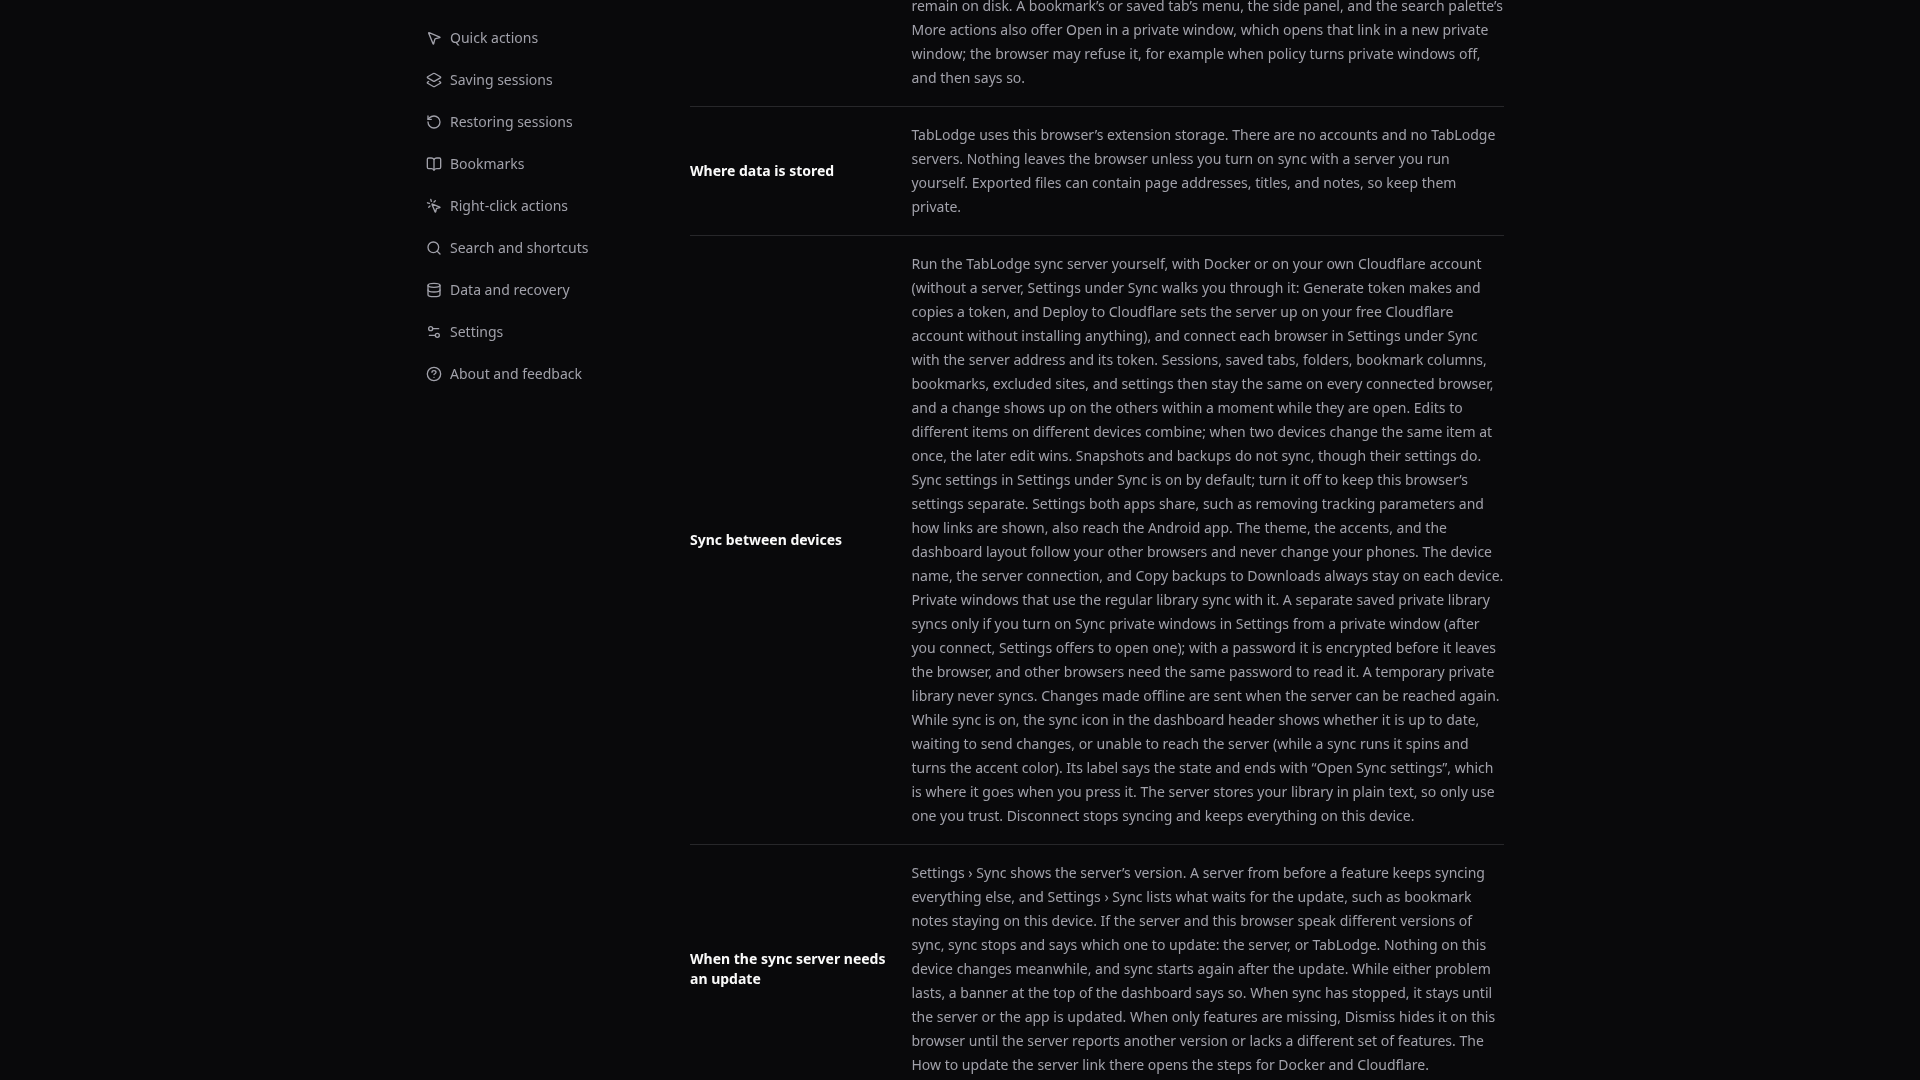 Quick actions
Saving sessions
Restoring sessions
Bookmarks
Right-click actions
Search and shortcuts
Data and recovery
Settings
About and feedback
remain on disk. A bookmark’s or saved tab’s menu, the side panel, and the search palette’s
More actions also offer Open in a private window, which opens that link in a new private
window; the browser may refuse it, for example when policy turns private windows off,
and then says so.
Where data is stored
TabLodge uses this browser’s extension storage. There are no accounts and no TabLodge
servers. Nothing leaves the browser unless you turn on sync with a server you run
yourself. Exported files can contain page addresses, titles, and notes, so keep them
private.
Sync between devices
Run the TabLodge sync server yourself, with Docker or on your own Cloudflare account
(without a server, Settings under Sync walks you through it: Generate token makes and
copies a token, and Deploy to Cloudflare sets the server up on your free Cloudflare
account without installing anything), and connect each browser in Settings under Sync
with the server address and its token. Sessions, saved tabs, folders, bookmark columns,
bookmarks, excluded sites, and settings then stay the same on every connected browser,
and a change shows up on the others within a moment while they are open. Edits to
different items on different devices combine; when two devices change the same item at
once, the later edit wins. Snapshots and backups do not sync, though their settings do.
Sync settings in Settings under Sync is on by default; turn it off to keep this browser’s
settings separate. Settings both apps share, such as removing tracking parameters and
how links are shown, also reach the Android app. The theme, the accents, and the
dashboard layout follow your other browsers and never change your phones. The device
name, the server connection, and Copy backups to Downloads always stay on each device.
Private windows that use the regular library sync with it. A separate saved private library
syncs only if you turn on Sync private windows in Settings from a private window (after
you connect, Settings offers to open one); with a password it is encrypted before it leaves
the browser, and other browsers need the same password to read it. A temporary private
library never syncs. Changes made offline are sent when the server can be reached again.
While sync is on, the sync icon in the dashboard header shows whether it is up to date,
waiting to send changes, or unable to reach the server (while a sync runs it spins and
turns the accent color). Its label says the state and ends with “Open Sync settings”, which
is where it goes when you press it. The server stores your library in plain text, so only use
one you trust. Disconnect stops syncing and keeps everything on this device.
When the sync server needs
an update
Settings › Sync shows the server’s version. A server from before a feature keeps syncing
everything else, and Settings › Sync lists what waits for the update, such as bookmark
notes staying on this device. If the server and this browser speak different versions of
sync, sync stops and says which one to update: the server, or TabLodge. Nothing on this
device changes meanwhile, and sync starts again after the update. While either problem
lasts, a banner at the top of the dashboard says so. When sync has stopped, it stays until
the server or the app is updated. When only features are missing, Dismiss hides it on this
browser until the server reports another version or lacks a different set of features. The
How to update the server link there opens the steps for Docker and Cloudflare.